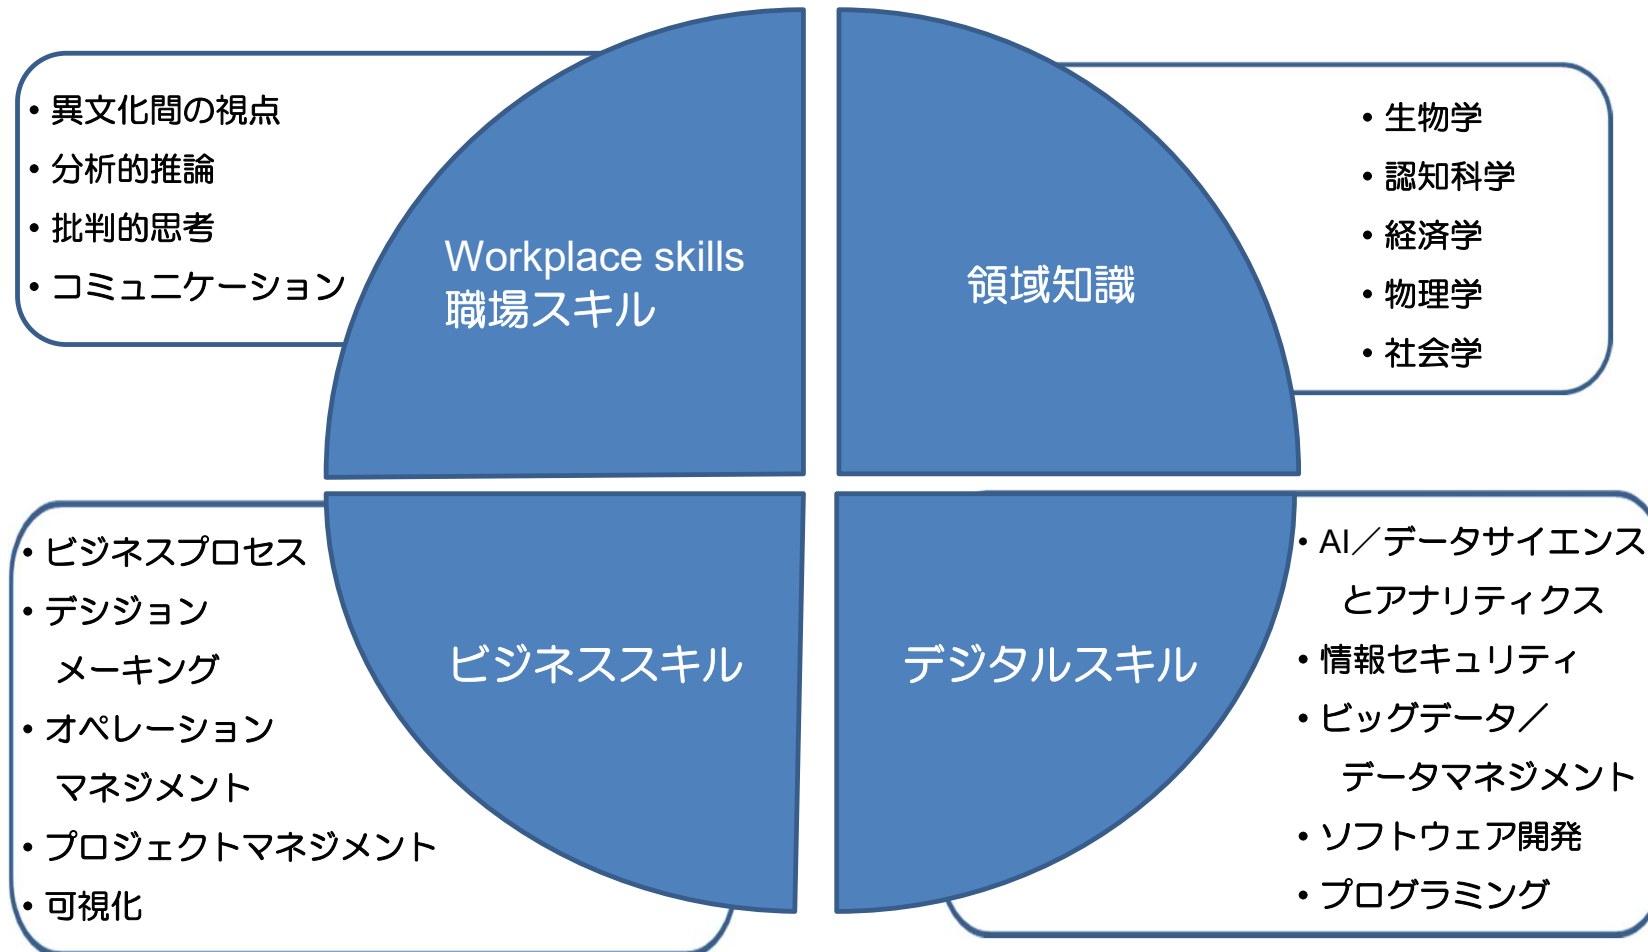 ・異文化間の視点
・分析的推論
・批判的思考
・コミュニケーション
Workplace skills
職場スキル
領域知識
・生物学
・認知科学
・経済学
・物理学
・社会学
・ビジネスプロセス
・デシジョン
メーキング
・オペレーション
マネジメント
・プロジェクトマネジメント
・可視化
ビジネススキル
デジタルスキル
・AI／データサイエンス
とアナリティクス
・情報セキュリティ
・ビッグデータ／
データマネジメント
・ソフトウェア開発
・プログラミング